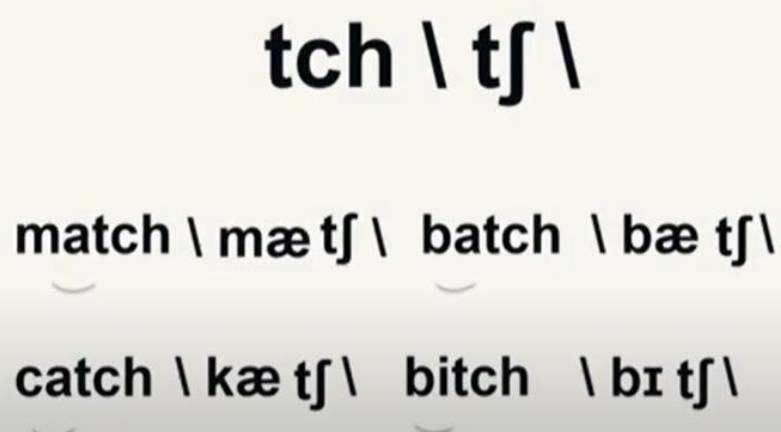 tch \ tʃ \
match \ mæ tʃ \ batch \ bæ tʃ \
catch \ kæ tʃ \ bitch \ bɪ tʃ \